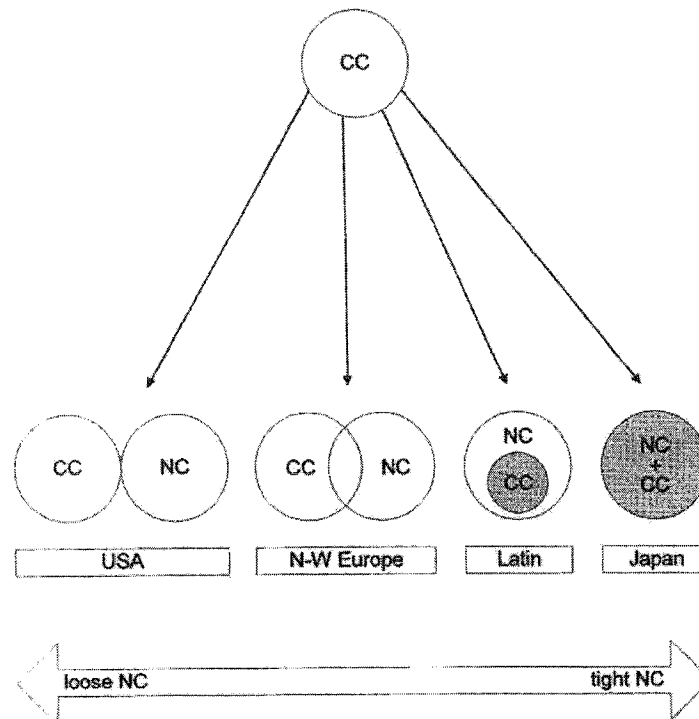 CC
CC
NC
CC
NC
NC
CC
NC
+
CC
USA
N-W Europe
Latin
Japan
loose NC
tight NC